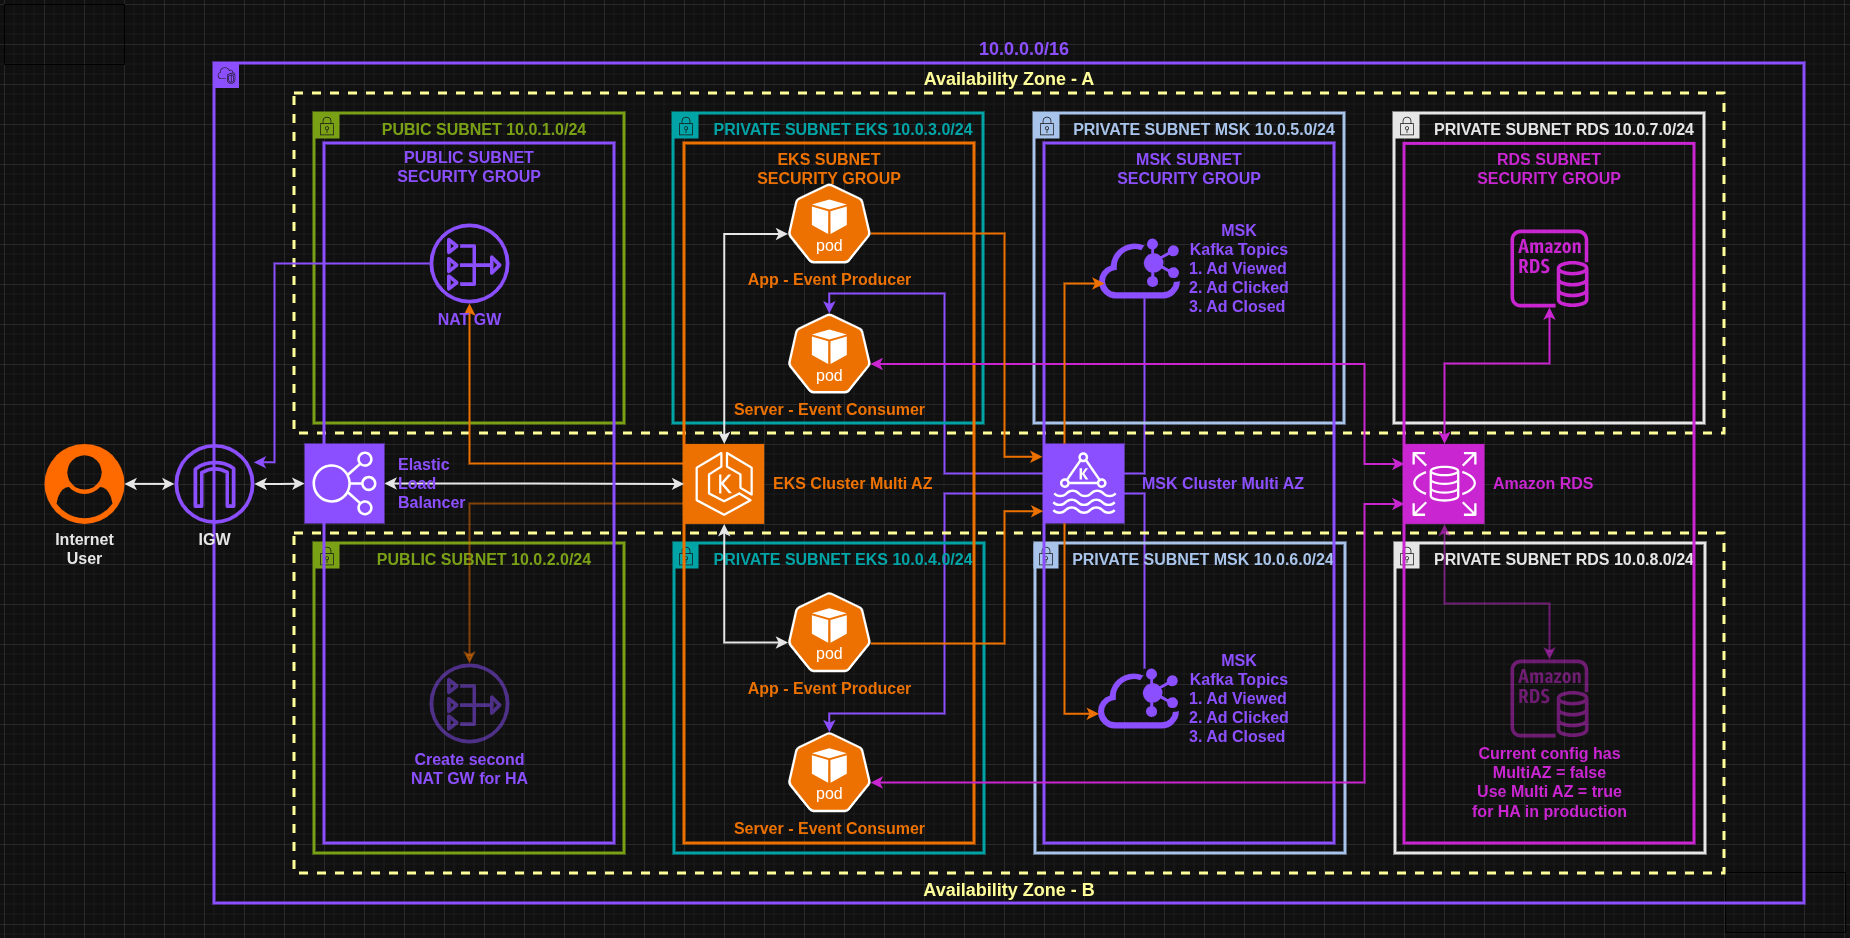 10.0.0.0/16
Availability Zone - A
PUBIC SUBNET 10.0.1.0/24
PUBLIC SUBNET
SECURITY GROUP
NAT GW
PRIVATE SUBNET EKS 10.0.3.0/24
EKS SUBNET
SECURITY GROUP
pod
App - Event Producer
pod
Server - Event Consumer
PRIVATE SUBNET MSK 10.0.5.0/24
MSK SUBNET
SECURITY GROUP
MSK
Kafka Topics
1. Ad Viewed
2. Ad Clicked
3. Ad Closed
PRIVATE SUBNET RDS 10.0.7.0/24
RDS SUBNET
SECURITY GROUP
Amazon
RDS
Internet
User
IGW
Elastic
Load
Balancer
K
EKS Cluster Multi AZ
K
MSK Cluster Multi AZ
Amazon RDS
PUBLIC SUBNET 10.0.2.0/24
Create second
NAT GW for HA
PRIVATE SUBNET EKS 10.0.4.0/24
pod
App - Event Producer
pod
Server - Event Consumer
PRIVATE SUBNET MSK 10.0.6.0/24
MSK
Kafka Topics
1. Ad Viewed
2. Ad Clicked
3. Ad Closed
PRIVATE SUBNET RDS 10.0.8.0/24
Amazon
RDS
Current config has
MultiAZ = false
Use Multi AZ = true
for HA in production
Availability Zone - B